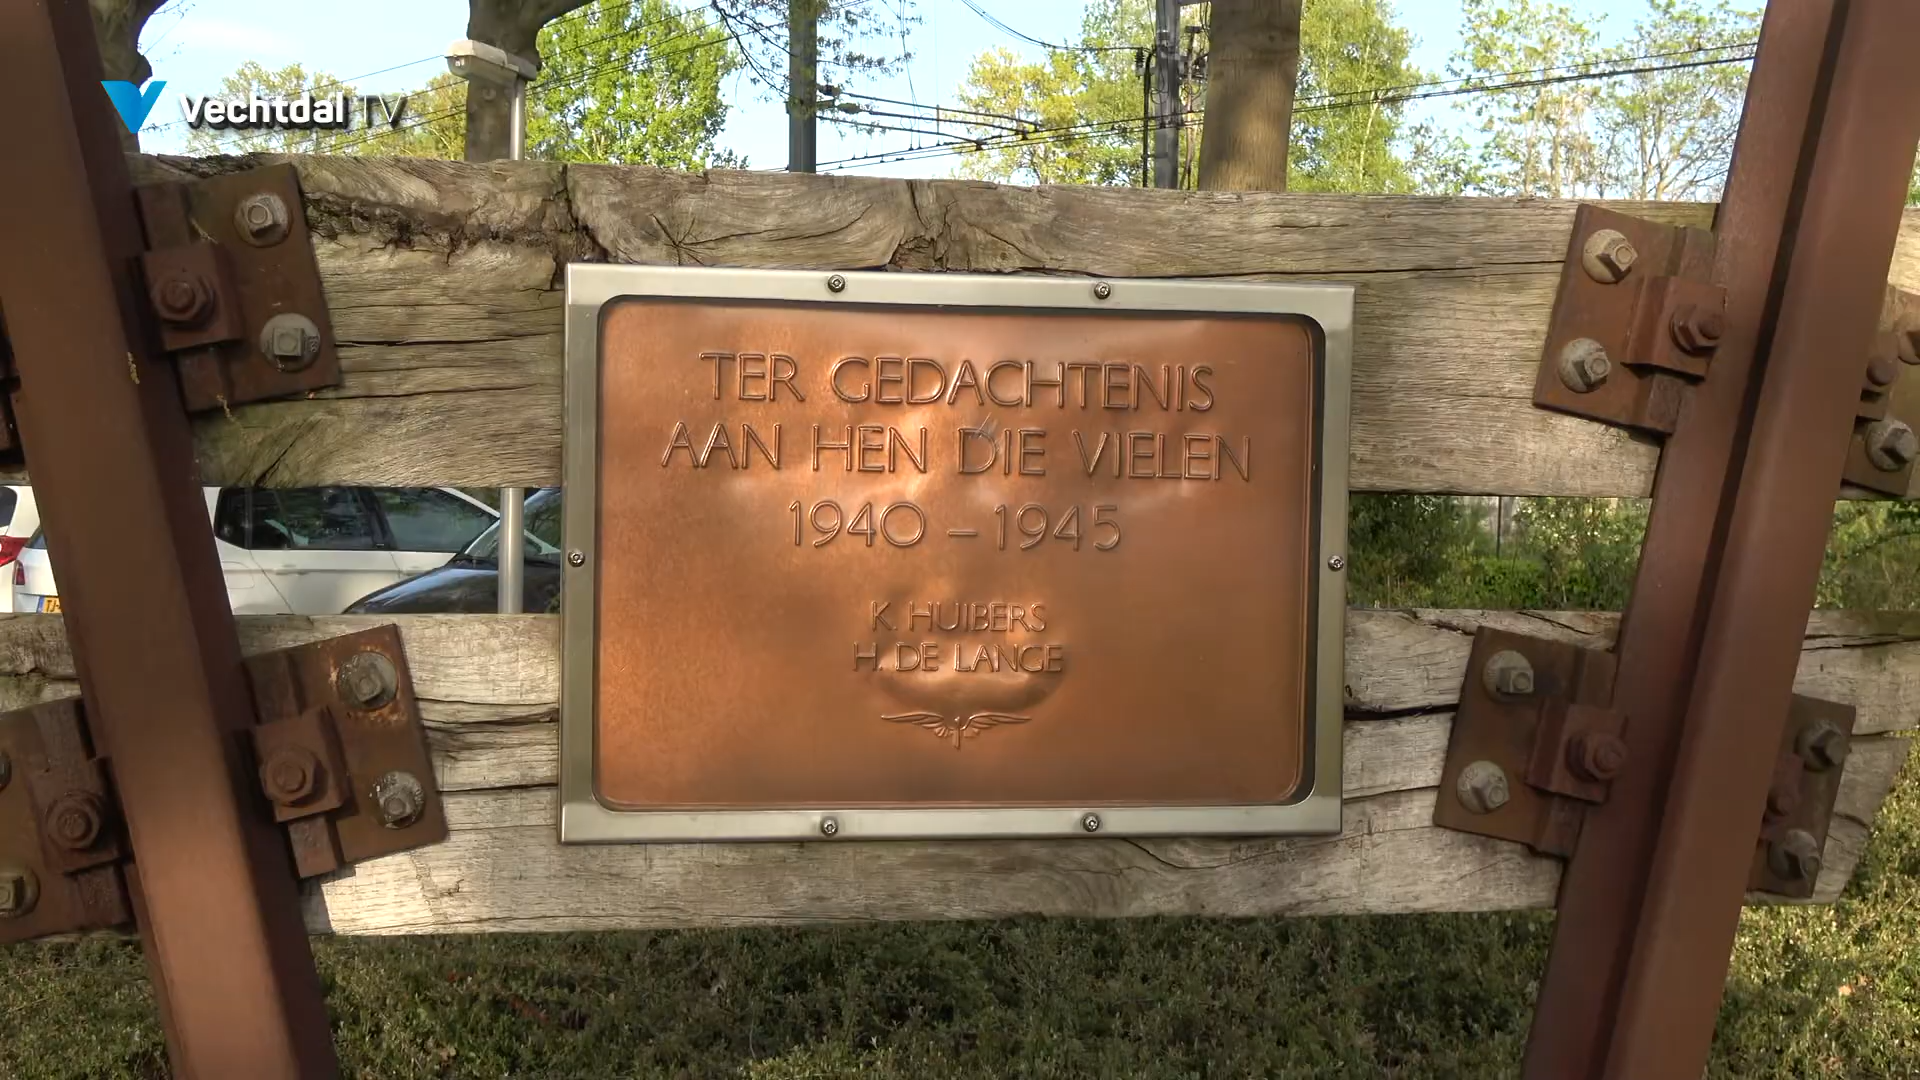 Vechtdal TV
TER GEDACHTENIS
AAN HEN DIE VIELEN
1940 – 1945
K. HUIBERS
H. DE LANGE